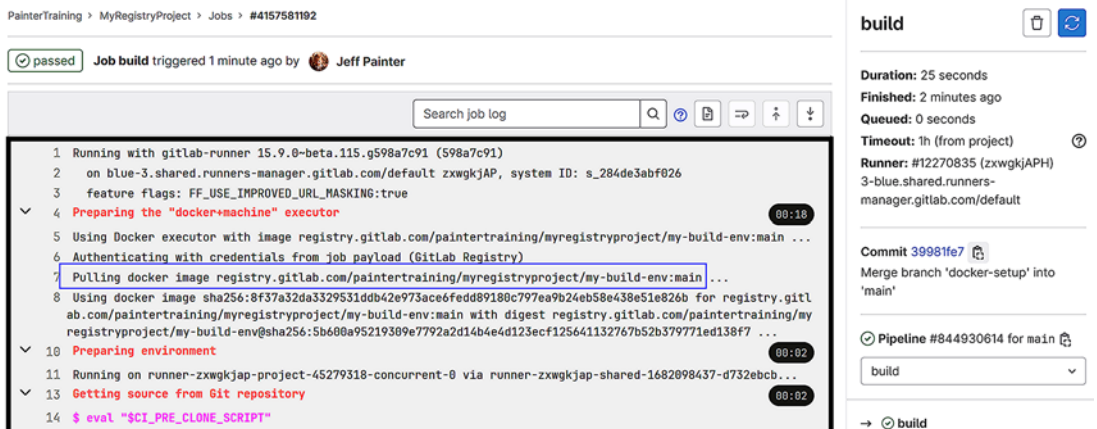 PainterTraining > MyRegistryProject > Jobs > #4157581192
passed Job build triggered 1 minute ago by Jeff Painter
Search job log
1 Running with gitlab-runner 15.9.0~beta.115.g598a7c91 (598a7c91)
2 on blue-3.shared.runners-manager.gitlab.com/default zxwgkjAP, system ID: s_284de3abf026
3 feature flags: FF_USE_IMPROVED_URL_MASKING:true
4 Preparing the "docker+machine" executor 00:18
5 Using Docker executor with image registry.gitlab.com/paintertraining/myregistryproject/my-build-env:main ...
6 Authenticating with credentials from job payload (GitLab Registry)
7 Pulling docker image registry.gitlab.com/paintertraining/myregistryproject/my-build-env:main ...
8 Using docker image sha256:8f37a32da3329531ddb42e973ace6fedd89180c797ea9b24eb58e438e51e826b for registry.gitl
ab.com/paintertraining/myregistryproject/my-build-env:main with digest registry.gitlab.com/paintertraining/my
registryproject/my-build-env@sha256:5b600a95219309e7792a2d14b4e4d123ecf125641132767b52b379771ed138f7 ...
10 Preparing environment 00:02
11 Running on runner-zxwgkjap-project-45279318-concurrent-0 via runner-zxwgkjap-shared-1682098437-d732ebcb...
13 Getting source from Git repository 00:02
14 $ eval "$CI_PRE_CLONE_SCRIPT"
build
Duration: 25 seconds
Finished: 2 minutes ago
Queued: 0 seconds
Timeout: 1h (from project)
Runner: #12270835 (zxwgkjAPH)
3-blue.shared.runners-
manager.gitlab.com/default
Commit 39981fe7
Merge branch 'docker-setup' into
'main'
Pipeline #844930614 for main
build
→ build